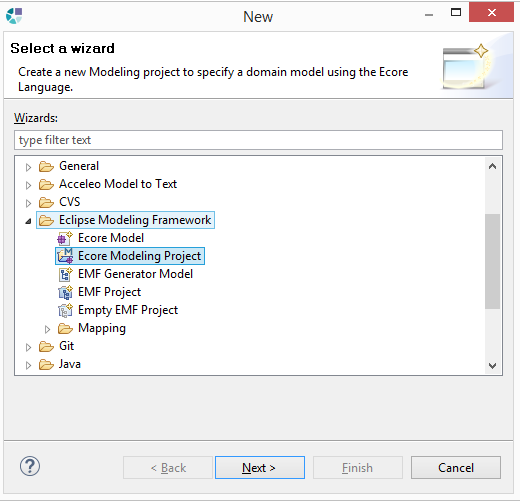 New
Select a wizard
Create a new Modeling project to specify a domain model using the Ecore
Language.
Wizards:
type filter text
General
Acceleo Model to Text
CVS
Eclipse Modeling Framework
Ecore Model
Ecore Modeling Project
EMF Generator Model
EMF Project
Empty EMF Project
Mapping
Git
Java
< Back Next > Finish Cancel